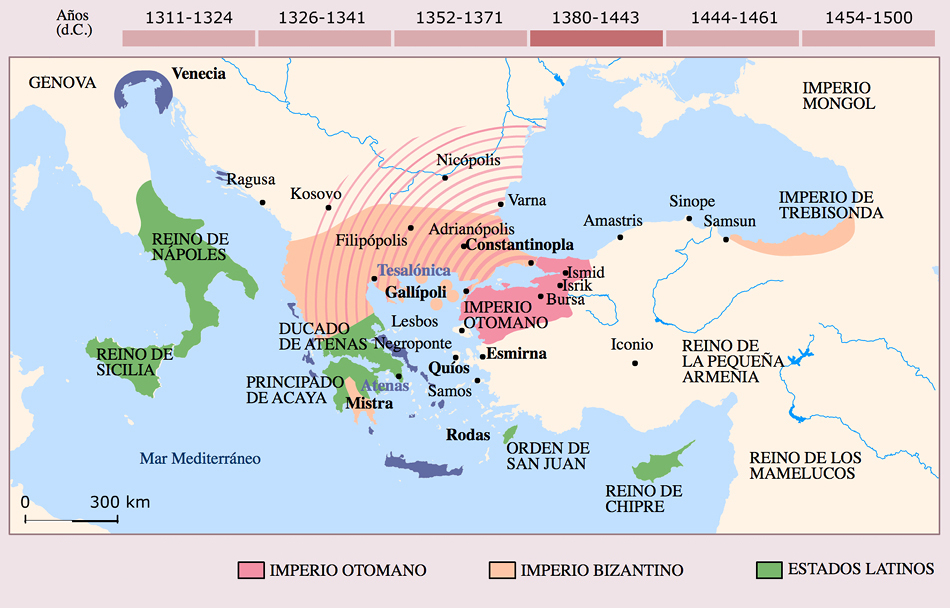 Años
(d.C.)
1311-1324
1326-1341
1352-1371
1380-1443
1444-1461
1454-1500
GENOVA
Venecia
IMPERIO
MONGOL
Nicópolis
Ragusa
Kosovo
Varna
Sinope
IMPERIO DE
TREBISONDA
Amastris
Samsun
Adrianópolis
Filipópolis
Constantinopla
REINO DE
NÁPOLES
Tesalónica
Ismid
Isrik
Gallípoli
Bursa
IMPERIO
OTOMANO
Lesbos
DUCADO
DE ATENAS
Negroponte
Esmirna
Iconio
REINO DE
LA PEQUEÑA
ARMENIA
REINO DE
SICILIA
Quíos
PRINCIPADO
DE ACAYA
Atenas
Samos
Mistra
Rodas
ORDEN DE
SAN JUAN
Mar Mediterráneo
REINO DE LOS
MAMELUCOS
REINO DE
CHIPRE
0 300 km
IMPERIO OTOMANO
IMPERIO BIZANTINO
ESTADOS LATINOS